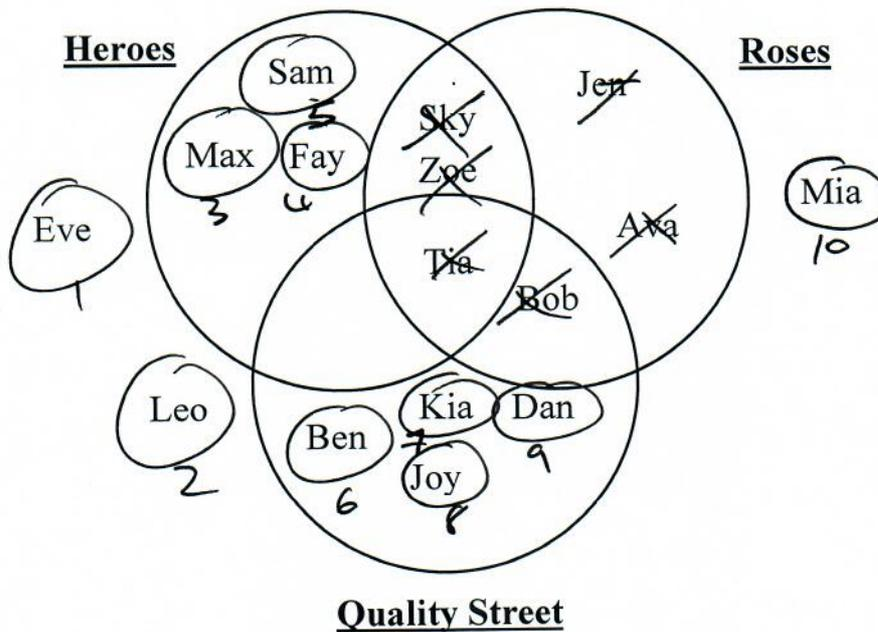 Heroes
Roses
Sam
5
Jen
Sky
Max
3
Fay
4
Zoe
Mia
10
Eve
1
Ava
Tia
Bob
Leo
2
Kia
7
Dan
9
Ben
6
Joy
8
Quality Street